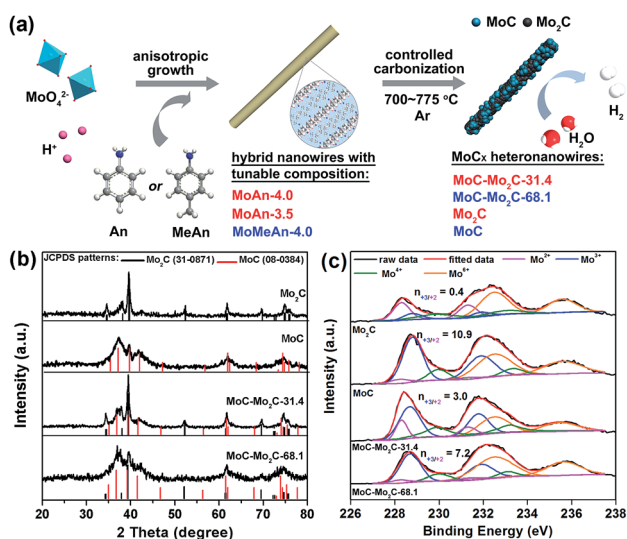 (a)
MoO₄²⁻
H⁺
An
or
MeAn
anisotropic
growth
hybrid nanowires with
tunable composition:
MoAn-4.0
MoAn-3.5
MoMeAn-4.0
controlled
carbonization
700~775 °C
Ar
MoC Mo₂C
H₂
H₂O
MoCₓ heteronanowires:
MoC-Mo₂C-31.4
MoC-Mo₂C-68.1
Mo₂C
MoC
(b)
JCPDS patterns: Mo₂C (31-0871) MoC (08-0384)
Mo₂C
MoC
MoC-Mo₂C-31.4
MoC-Mo₂C-68.1
Intensity (a.u.)
20 30 40 50 60 70 80
2 Theta (degree)
(c)
raw data fitted data Mo²⁺ Mo³⁺
Mo⁴⁺ Mo⁶⁺
n+3/+2 = 0.4
Mo₂C
n+3/+2 = 10.9
MoC
n+3/+2 = 3.0
MoC-Mo₂C-31.4
n+3/+2 = 7.2
MoC-Mo₂C-68.1
Intensity (a.u.)
226 228 230 232 234 236 238
Binding Energy (eV)